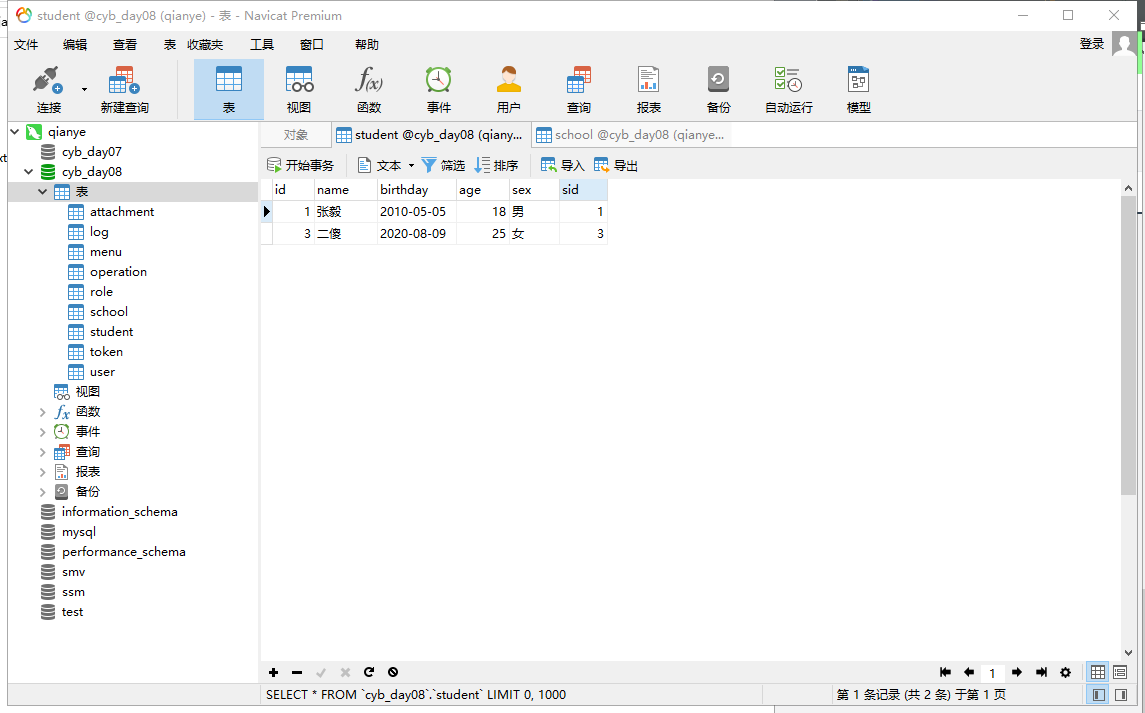 student @cyb_day08 (qianye) - 表 - Navicat Premium
文件 编辑 查看 表 收藏夹 工具 窗口 帮助 登录
连接 新建查询 表 视图 函数 事件 用户 查询 报表 备份 自动运行 模型
对象 student @cyb_day08 (qiany... school @cyb_day08 (qianye...
开始事务 文本 筛选 排序 导入 导出
id name birthday age sex sid
1 张毅 2010-05-05 18 男 1
3 二傻 2020-08-09 25 女 3
qianye
cyb_day07
cyb_day08
表
attachment
log
menu
operation
role
school
student
token
user
视图
函数
事件
查询
报表
备份
information_schema
mysql
performance_schema
smv
ssm
test
1
SELECT * FROM `cyb_day08`.`student` LIMIT 0, 1000
第 1 条记录 (共 2 条) 于第 1 页